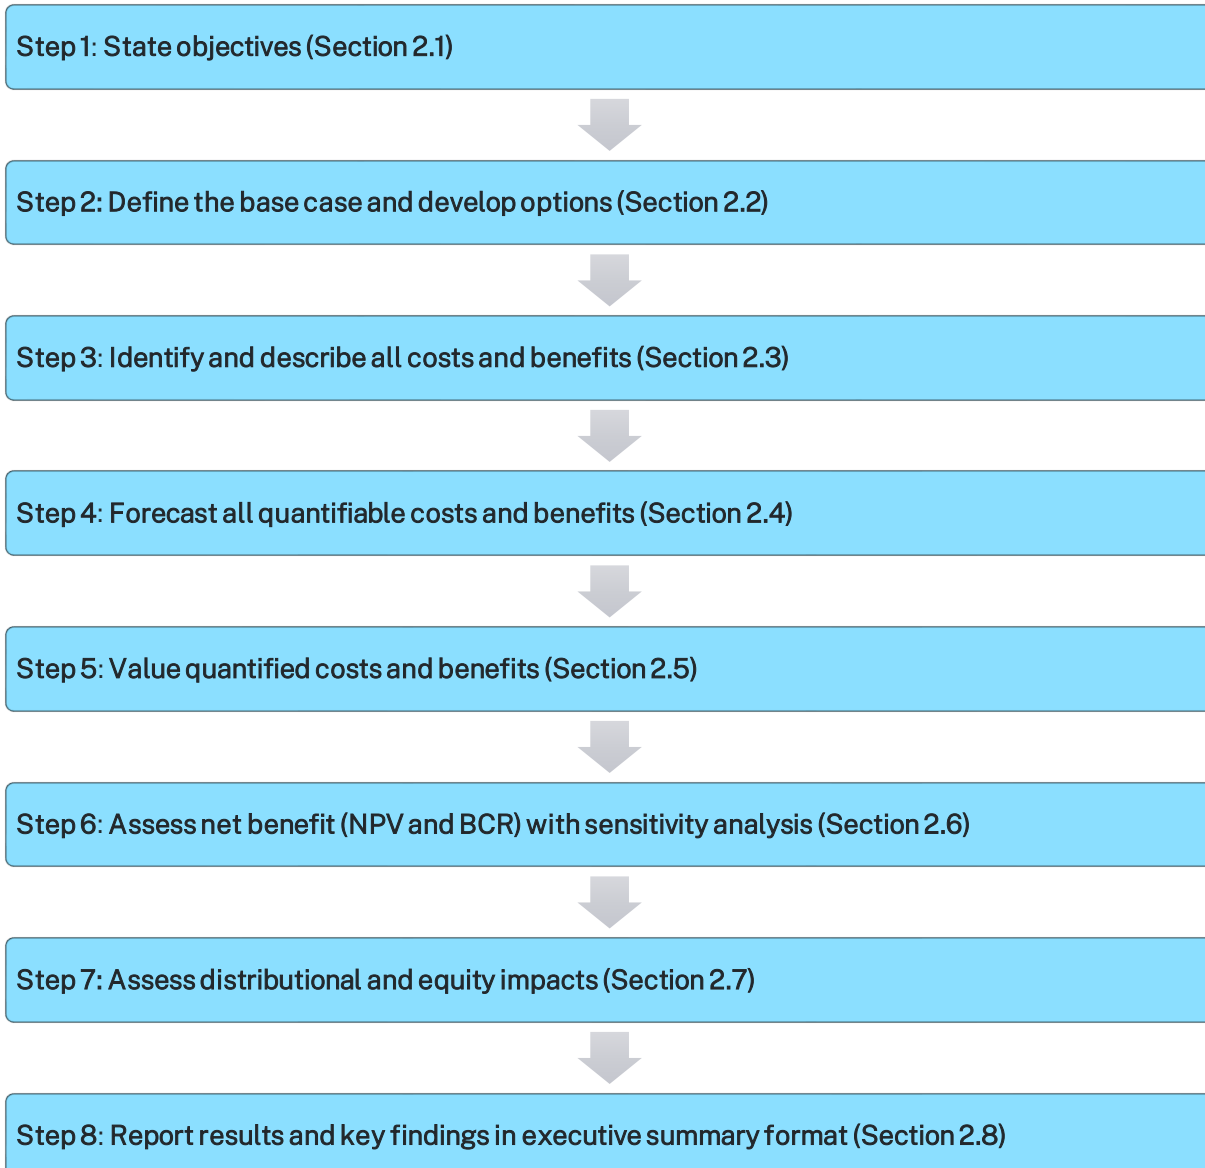 Step 1: State objectives (Section 2.1)
Step 2: Define the base case and develop options (Section 2.2)
Step 3: Identify and describe all costs and benefits (Section 2.3)
Step 4: Forecast all quantifiable costs and benefits (Section 2.4)
Step 5: Value quantified costs and benefits (Section 2.5)
Step 6: Assess net benefit (NPV and BCR) with sensitivity analysis (Section 2.6)
Step 7: Assess distributional and equity impacts (Section 2.7)
Step 8: Report results and key findings in executive summary format (Section 2.8)